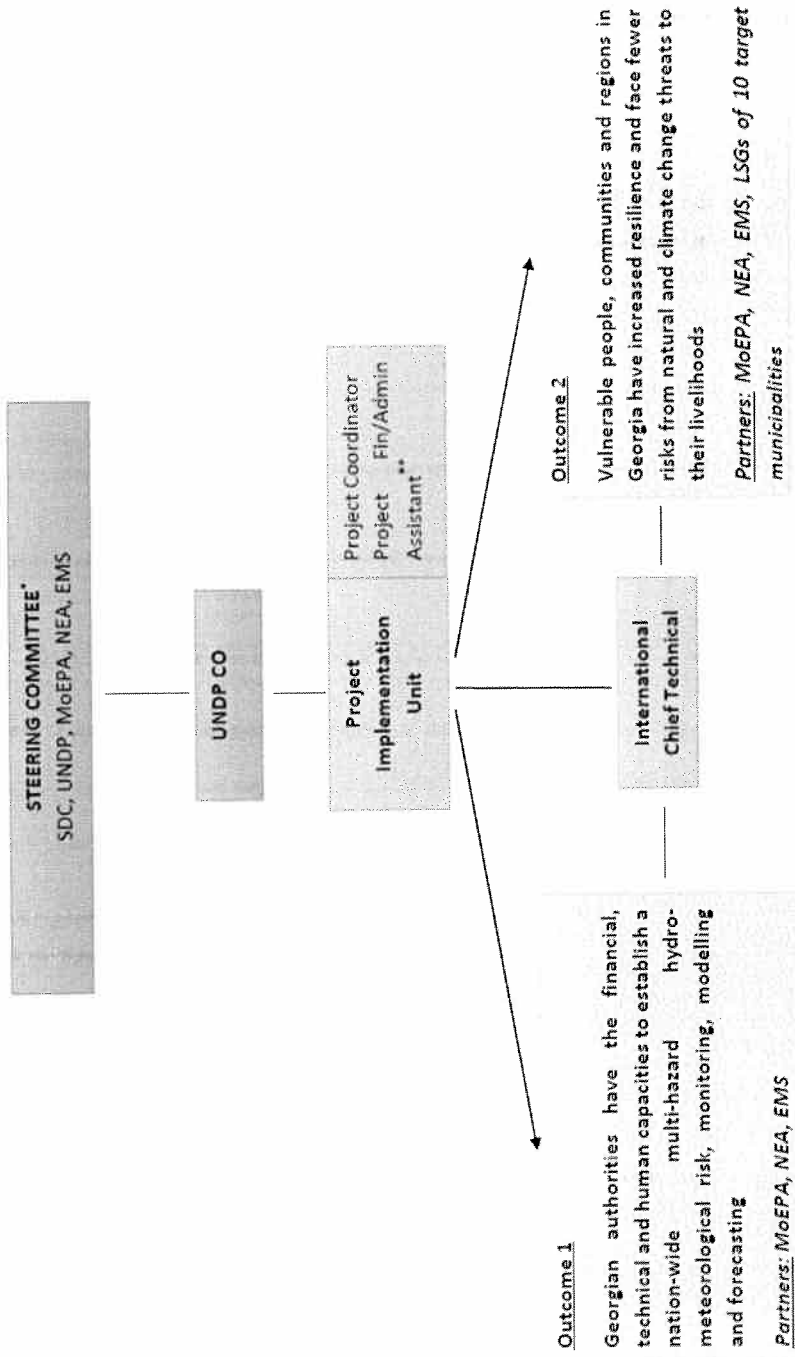 STEERING COMMITTEE*
SDC, UNDP, MoEPA, NEA, EMS
UNDP CO
Project
Implementation
Unit
Project Coordinator
Project Fin/Admin
Assistant**
International
Chief Technical
Outcome 1
Georgian authorities have the financial,
technical and human capacities to establish a
nation-wide multi-hazard hydro-
meteorological risk, monitoring, modelling
and forecasting
Partners: MoEPA, NEA, EMS
Outcome 2
Vulnerable people, communities and regions in
Georgia have increased resilience and face fewer
risks from natural and climate change threats to
their livelihoods
Partners: MoEPA, NEA, EMS, LSGs of 10 target
municipalities